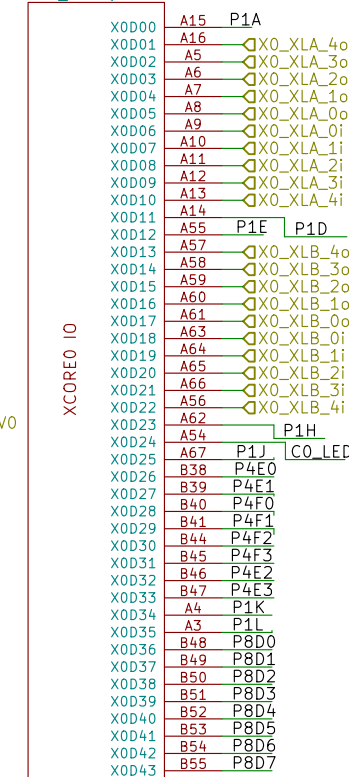 X0D00 A15 P1A
X0D01 A16 X0_XLA_4o
X0D02 A5 X0_XLA_3o
X0D03 A6 X0_XLA_2o
X0D04 A7 X0_XLA_1o
X0D05 A8 X0_XLA_0o
X0D06 A9 X0_XLA_0i
X0D07 A10 X0_XLA_1i
X0D08 A11 X0_XLA_2i
X0D09 A12 X0_XLA_3i
X0D10 A13 X0_XLA_4i
X0D11 A14
X0D12 A55 P1E P1D
X0D13 A57 X0_XLB_4o
X0D14 A58 X0_XLB_3o
X0D15 A59 X0_XLB_2o
X0D16 A60 X0_XLB_1o
X0D17 A61 X0_XLB_0o
X0D18 A63 X0_XLB_0i
X0D19 A64 X0_XLB_1i
X0D20 A65 X0_XLB_2i
X0D21 A66 X0_XLB_3i
X0D22 A56 X0_XLB_4i
XCORE0 IO
V0
X0D23 A62
X0D24 A54 P1H
X0D25 A67 P1J C0_LED
X0D26 B38 P4E0
X0D27 B39 P4E1
X0D28 B40 P4F0
X0D29 B41 P4F1
X0D30 B44 P4F2
X0D31 B45 P4F3
X0D32 B46 P4E2
X0D33 B47 P4E3
X0D34 A4 P1K
X0D35 A3 P1L
X0D36 B48 P8D0
X0D37 B49 P8D1
X0D38 B50 P8D2
X0D39 B51 P8D3
X0D40 B52 P8D4
X0D41 B53 P8D5
X0D42 B54 P8D6
X0D43 B55 P8D7